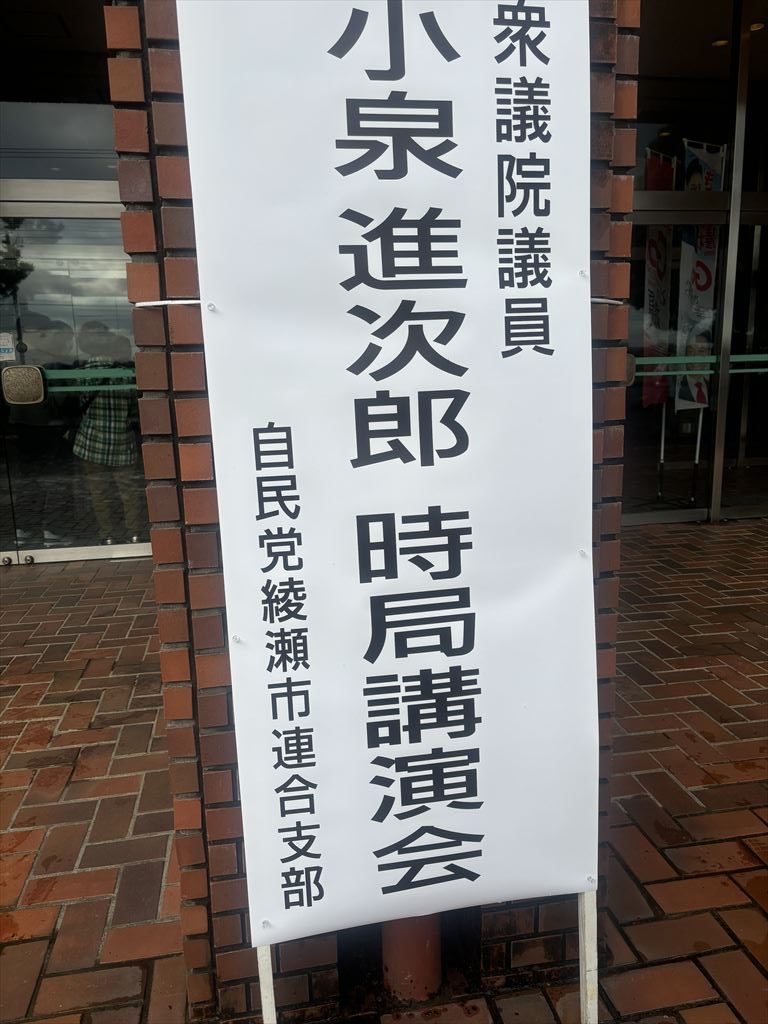 衆議院議員
小泉進次郎 時局講演会
自民党綾瀬市連合支部